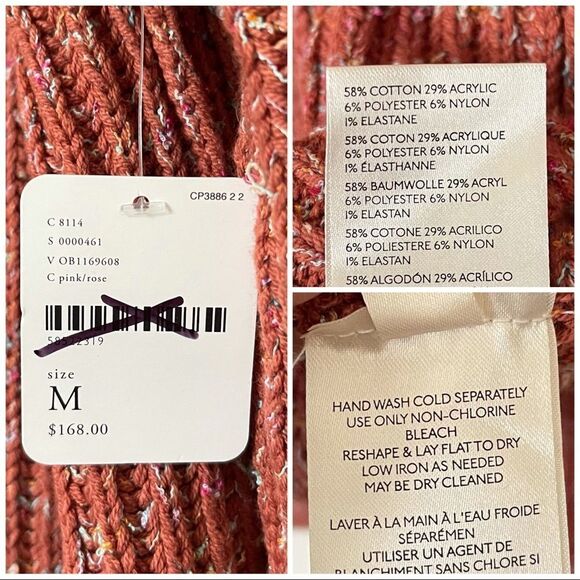 CP3886 2 2
C 8114
S 0000461
V OB1169608
C pink/rose
size
M
$168.00
58% COTTON 29% ACRYLIC
6% POLYESTER 6% NYLON
1% ELASTANE
58% COTON 29% ACRYLIQUE
6% POLYESTER 6% NYLON
1% ÉLASTHANNE
58% BAUMWOLLE 29% ACRYL
6% POLYESTER 6% NYLON
1% ELASTAN
58% COTONE 29% ACRILICO
6% POLIESTERE 6% NYLON
1% ELASTAN
58% ALGODÓN 29% ACRÍLICO
HAND WASH COLD SEPARATELY
USE ONLY NON-CHLORINE
BLEACH
RESHAPE & LAY FLAT TO DRY
LOW IRON AS NEEDED
MAY BE DRY CLEANED
LAVER À LA MAIN À L'EAU FROIDE
SÉPARÉMEN
UTILISER UN AGENT DE
BLANCHIMENT SANS CHLORE SI